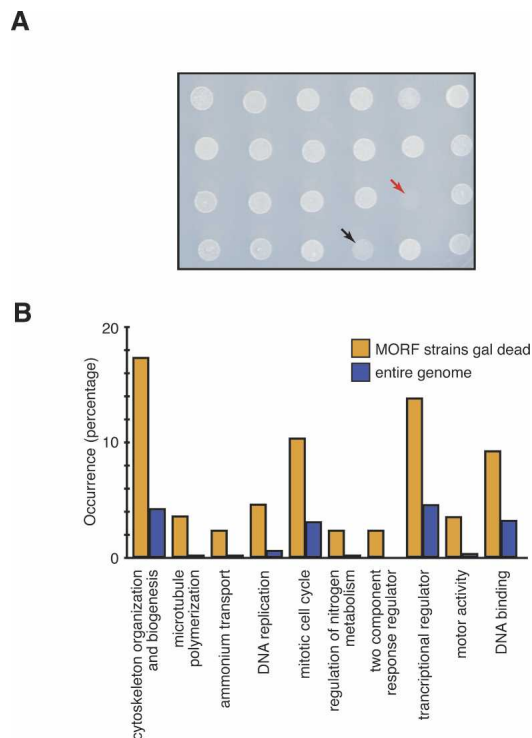 A
B
20
10
0
Occurrence (percentage)
MORF strains gal dead
entire genome
cytoskeleton organization
and biogenesis
microtubule
polymerization
ammonium transport
DNA replication
mitotic cell cycle
regulation of nitrogen
metabolism
two component
response regulator
trancriptional regulator
motor activity
DNA binding